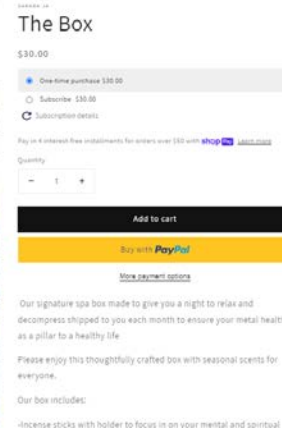 The Box
$30.00
One-time purchase $30.00
Subscribe $30.00
Subscription details
Pay in 4 interest-free installments for orders over $50 with shop Pay Learn more
Quantity
− 1 +
Add to cart
Buy with PayPal
More payment options
Our signature spa box made to give you a night to relax and
decompress shipped to you each month to ensure your metal health
as a pillar to a healthy life
Please enjoy this thoughtfully crafted box with seasonal scents for
everyone.
Our box includes:
-Incense sticks with holder to focus in on your mental and spiritual